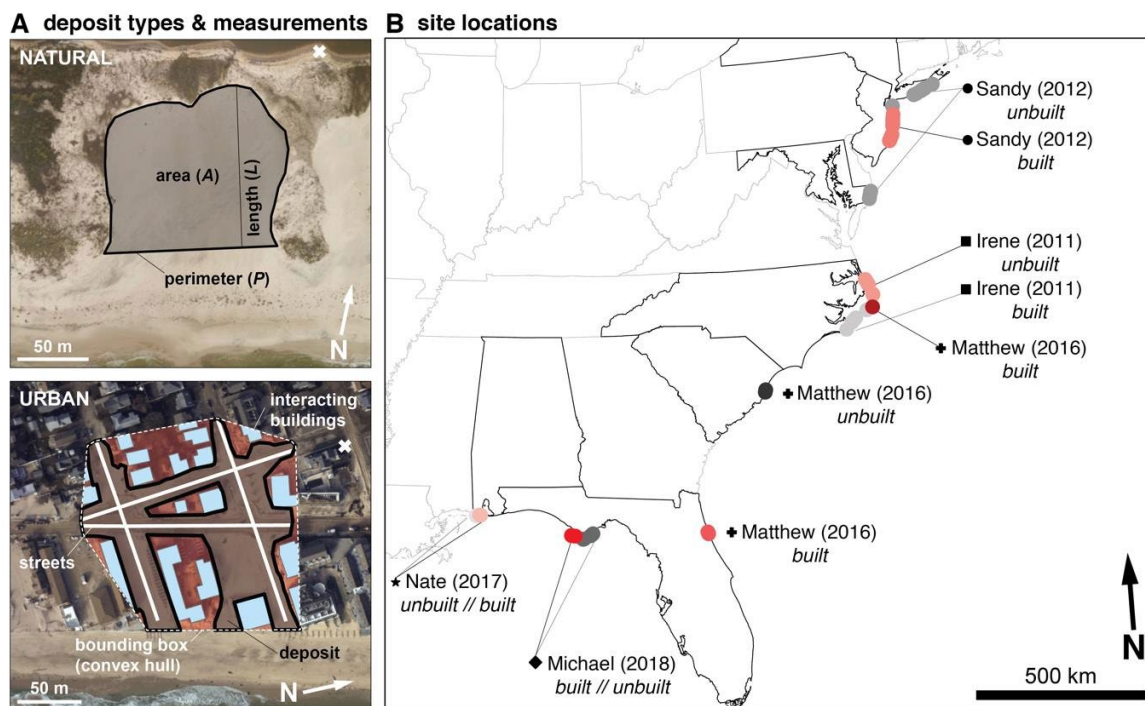 A deposit types & measurements
NATURAL
area (A)
length (L)
perimeter (P)
50 m
N
URBAN
interacting
buildings
streets
bounding box
(convex hull)
deposit
50 m
N
B site locations
Sandy (2012)
unbuilt
Sandy (2012)
built
Irene (2011)
unbuilt
Irene (2011)
built
Matthew (2016)
built
Matthew (2016)
unbuilt
Matthew (2016)
built
Nate (2017)
unbuilt // built
Michael (2018)
built // unbuilt
N
500 km